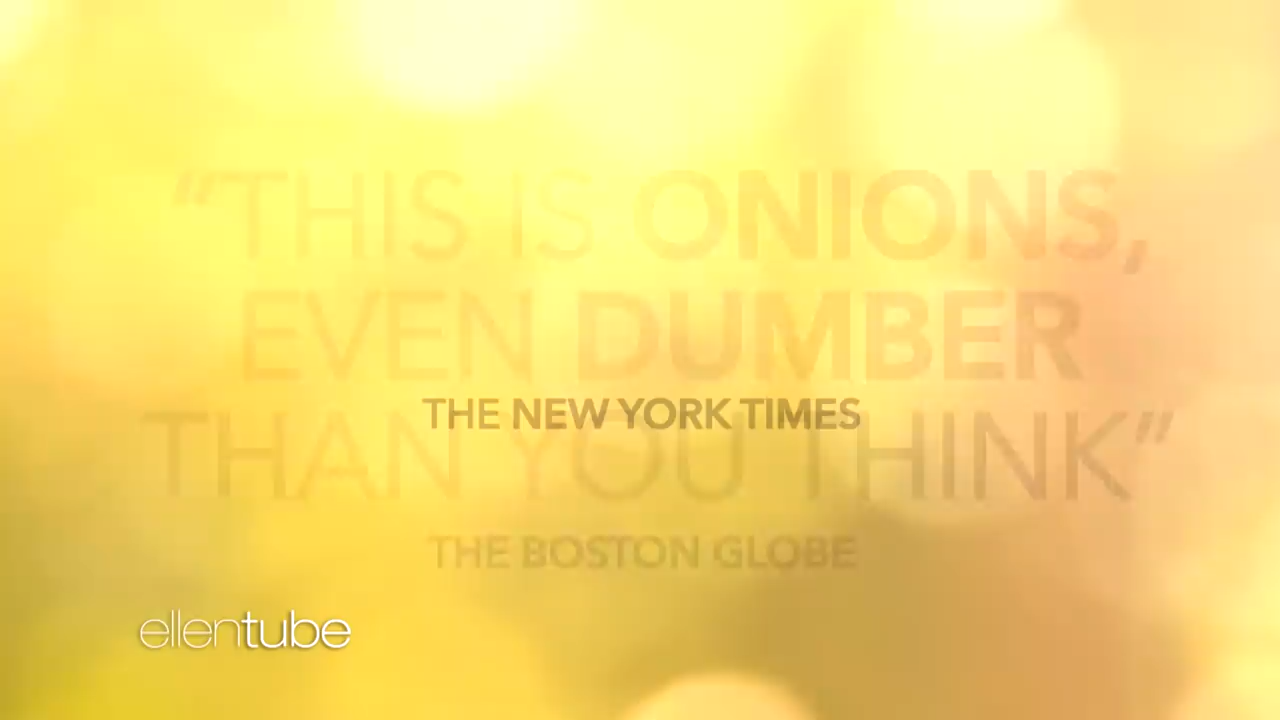 “THIS IS ONIONS,
EVEN DUMBER
THE NEW YORK TIMES
THAN YOU THINK”
THE BOSTON GLOBE
ellentube